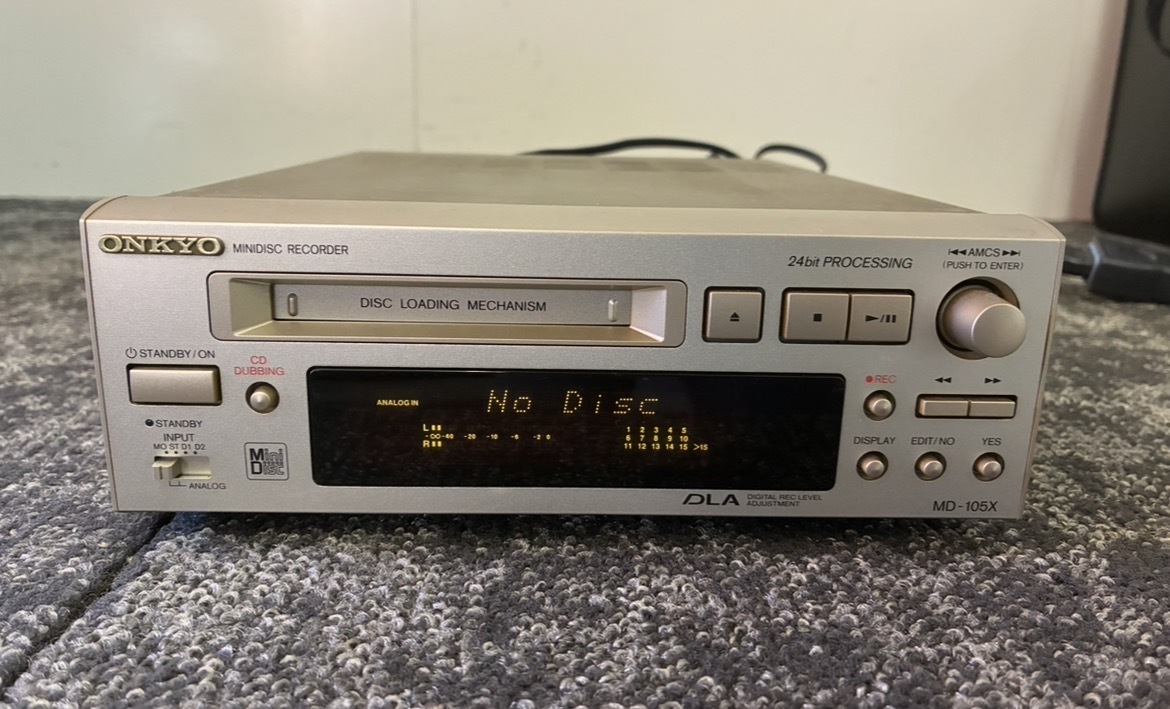 ONKYO MINIDISC RECORDER
24bit PROCESSING
AMCS
(PUSH TO ENTER)
DISC LOADING MECHANISM
STANDBY/ON
CD
DUBBING
STANDBY
INPUT
MO ST D1 D2
ANALOG
Mini
Disc
ANALOG IN
No Disc
L
-∞ -40 -20 -10 -6 -2 0
R
1 2 3 4 5
6 7 8 9 10
11 12 13 14 15 >15
REC
DISPLAY EDIT/NO YES
DLA DIGITAL REC LEVEL
ADJUSTMENT
MD-105X